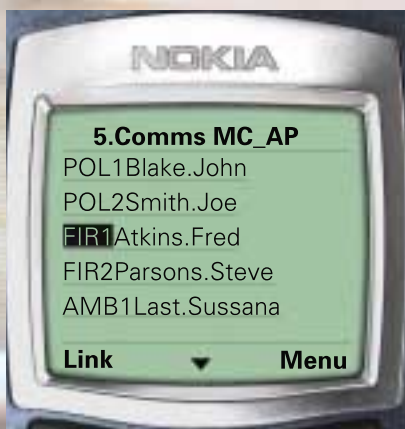 NOKIA
5.Comms MC_AP
POL1Blake.John
POL2Smith.Joe
FIR1Atkins.Fred
FIR2Parsons.Steve
AMB1Last.Sussana
Link Menu